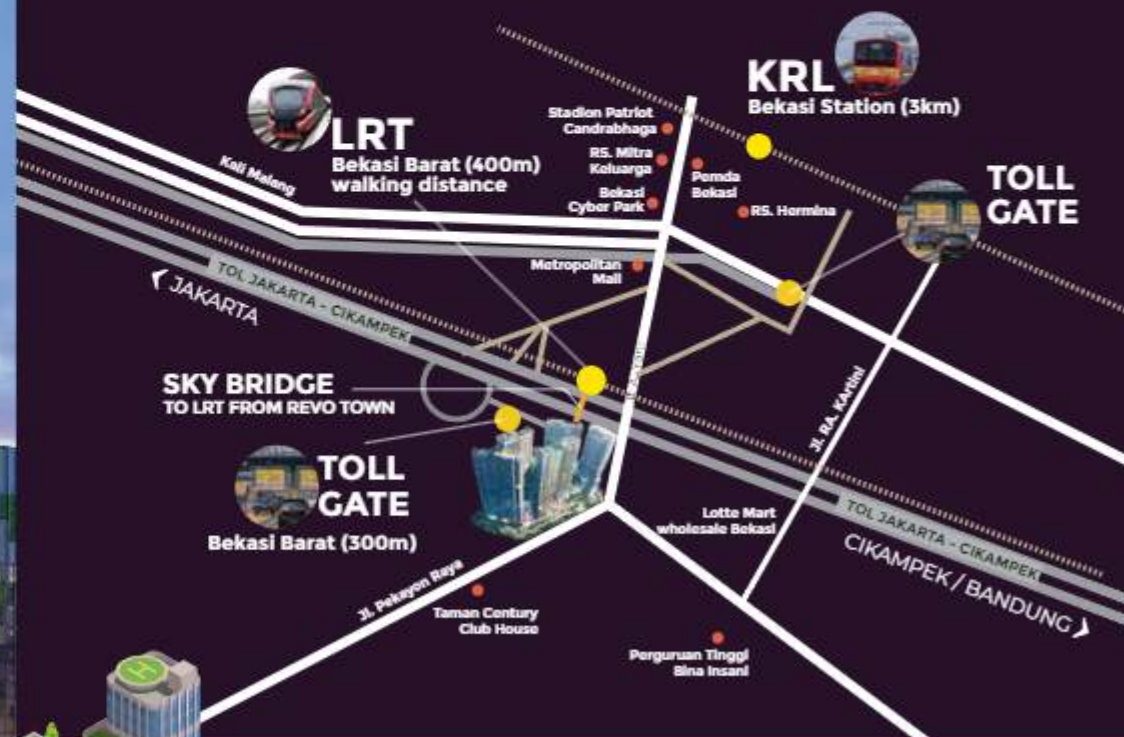 KRL
Bekasi Station (3km)
LRT
Bekasi Barat (400m)
walking distance
Stadion Patriot
Candrabhaga
RS. Mitra
Keluarga
Pemda
Bekasi
Bekasi
Cyber Park
RS. Hermina
TOLL
GATE
Kali Malang
Metropolitan
Mall
TOL JAKARTA - CIKAMPEK
JAKARTA
SKY BRIDGE
TO LRT FROM REVO TOWN
TOLL
GATE
Bekasi Barat (300m)
Jl. RA. KArtini
Lotte Mart
wholesale Bekasi
TOL JAKARTA - CIKAMPEK
CIKAMPEK / BANDUNG
Jl. Pekayon Raya
Taman Century
Club House
Perguruan Tinggi
Bina Insani
H